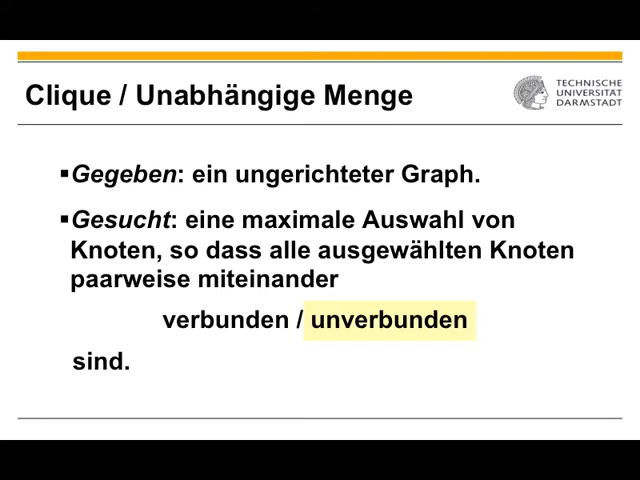 Clique / Unabhängige Menge
TECHNISCHE
UNIVERSITÄT
DARMSTADT
▪Gegeben: ein ungerichteter Graph.
▪Gesucht: eine maximale Auswahl von
Knoten, so dass alle ausgewählten Knoten
paarweise miteinander
verbunden / unverbunden
sind.